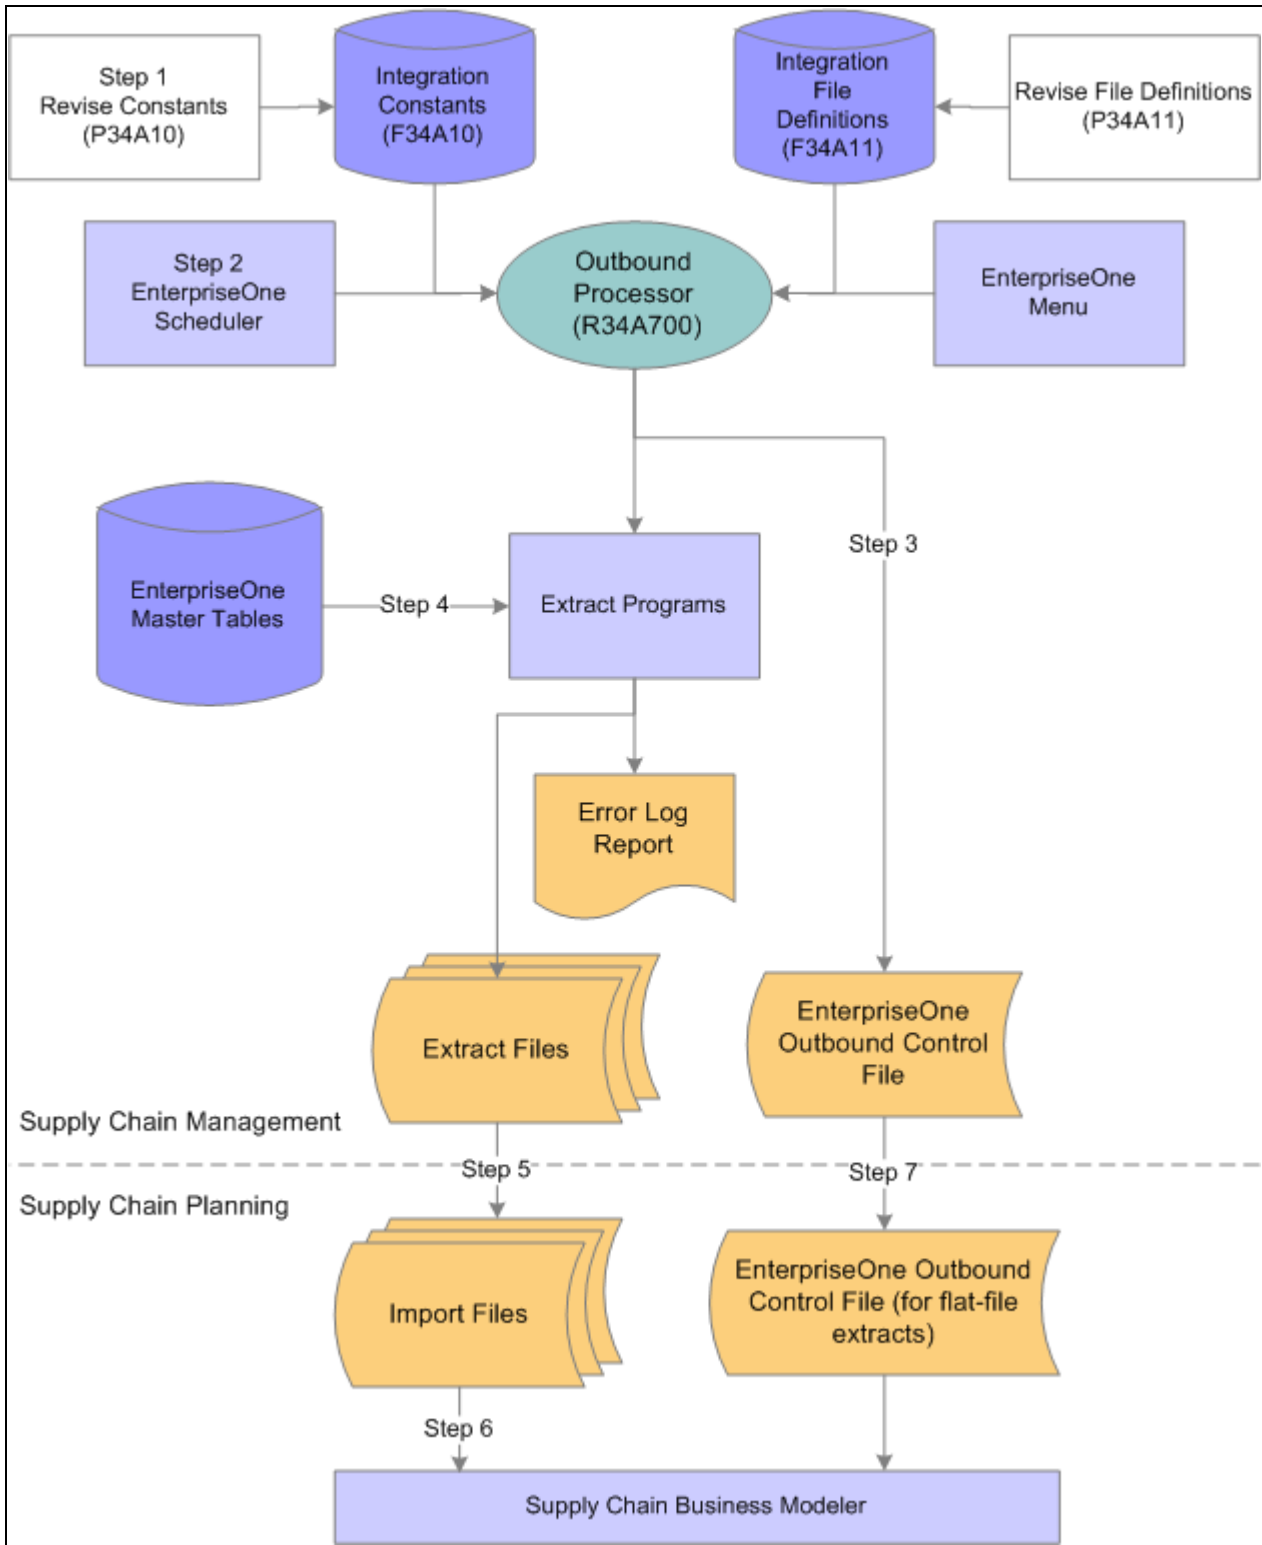 Step 1
Revise Constants
(P34A10)
Integration
Constants
(F34A10)
Integration
File
Definitions
(F34A11)
Revise File Definitions
(P34A11)
Step 2
EnterpriseOne
Scheduler
Outbound
Processor
(R34A700)
EnterpriseOne
Menu
EnterpriseOne
Master Tables
Step 4
Extract Programs
Step 3
Error Log
Report
Extract Files
EnterpriseOne
Outbound Control
File
Supply Chain Management
Step 5
Step 7
Supply Chain Planning
Import Files
EnterpriseOne Outbound
Control File (for flat-file
extracts)
Step 6
Supply Chain Business Modeler